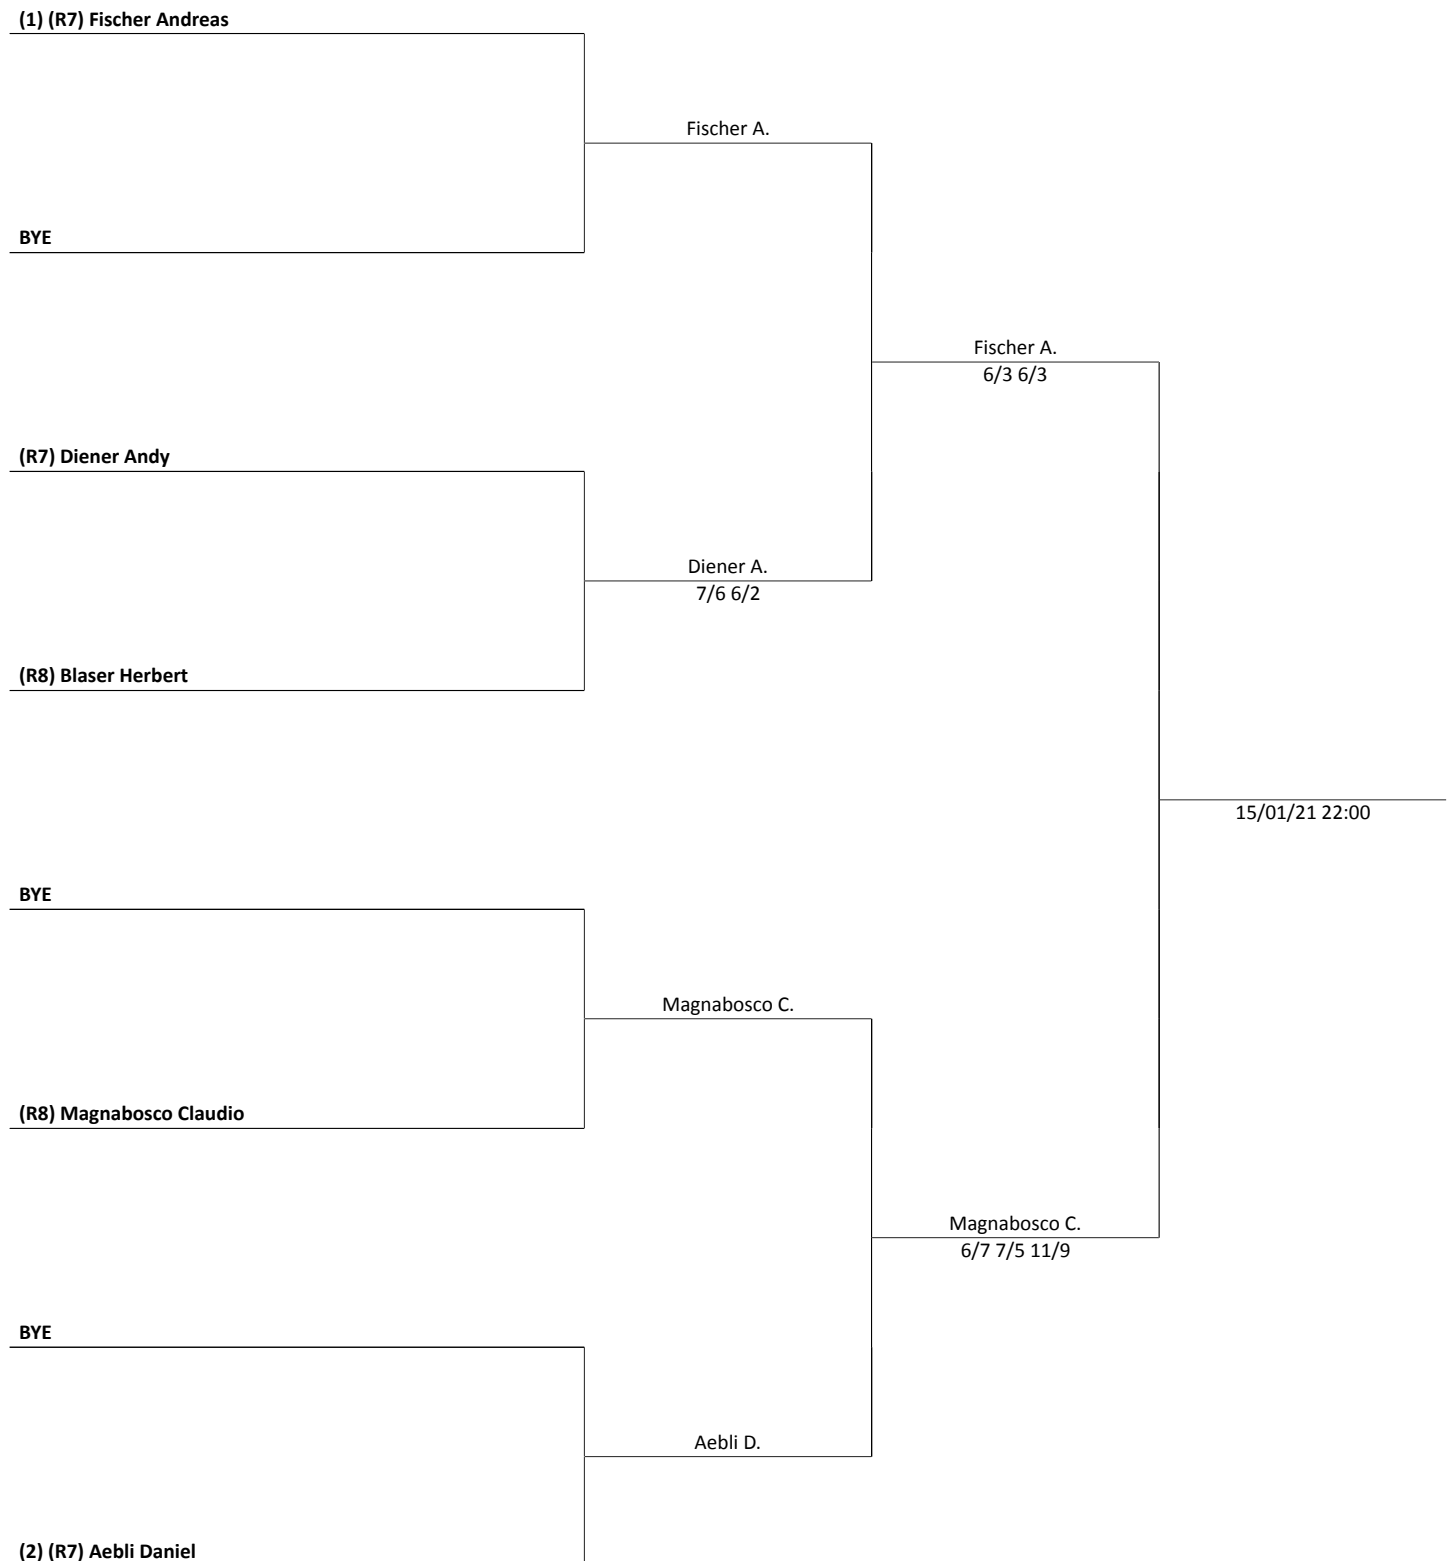 (1) (R7) Fischer Andreas
Fischer A.
BYE
Fischer A.
6/3 6/3
(R7) Diener Andy
Diener A.
7/6 6/2
(R8) Blaser Herbert
15/01/21 22:00
BYE
Magnabosco C.
(R8) Magnabosco Claudio
Magnabosco C.
6/7 7/5 11/9
BYE
Aebli D.
(2) (R7) Aebli Daniel